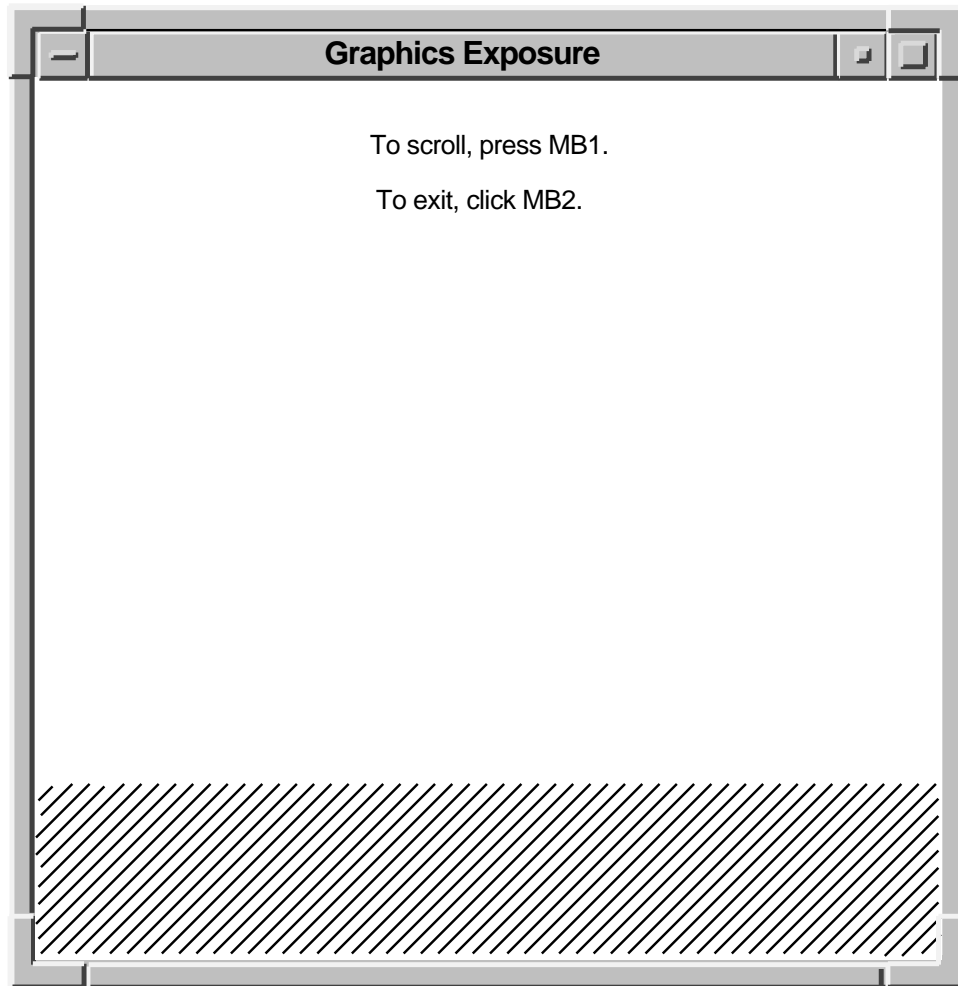 Graphics Exposure
To scroll, press MB1.
To exit, click MB2.